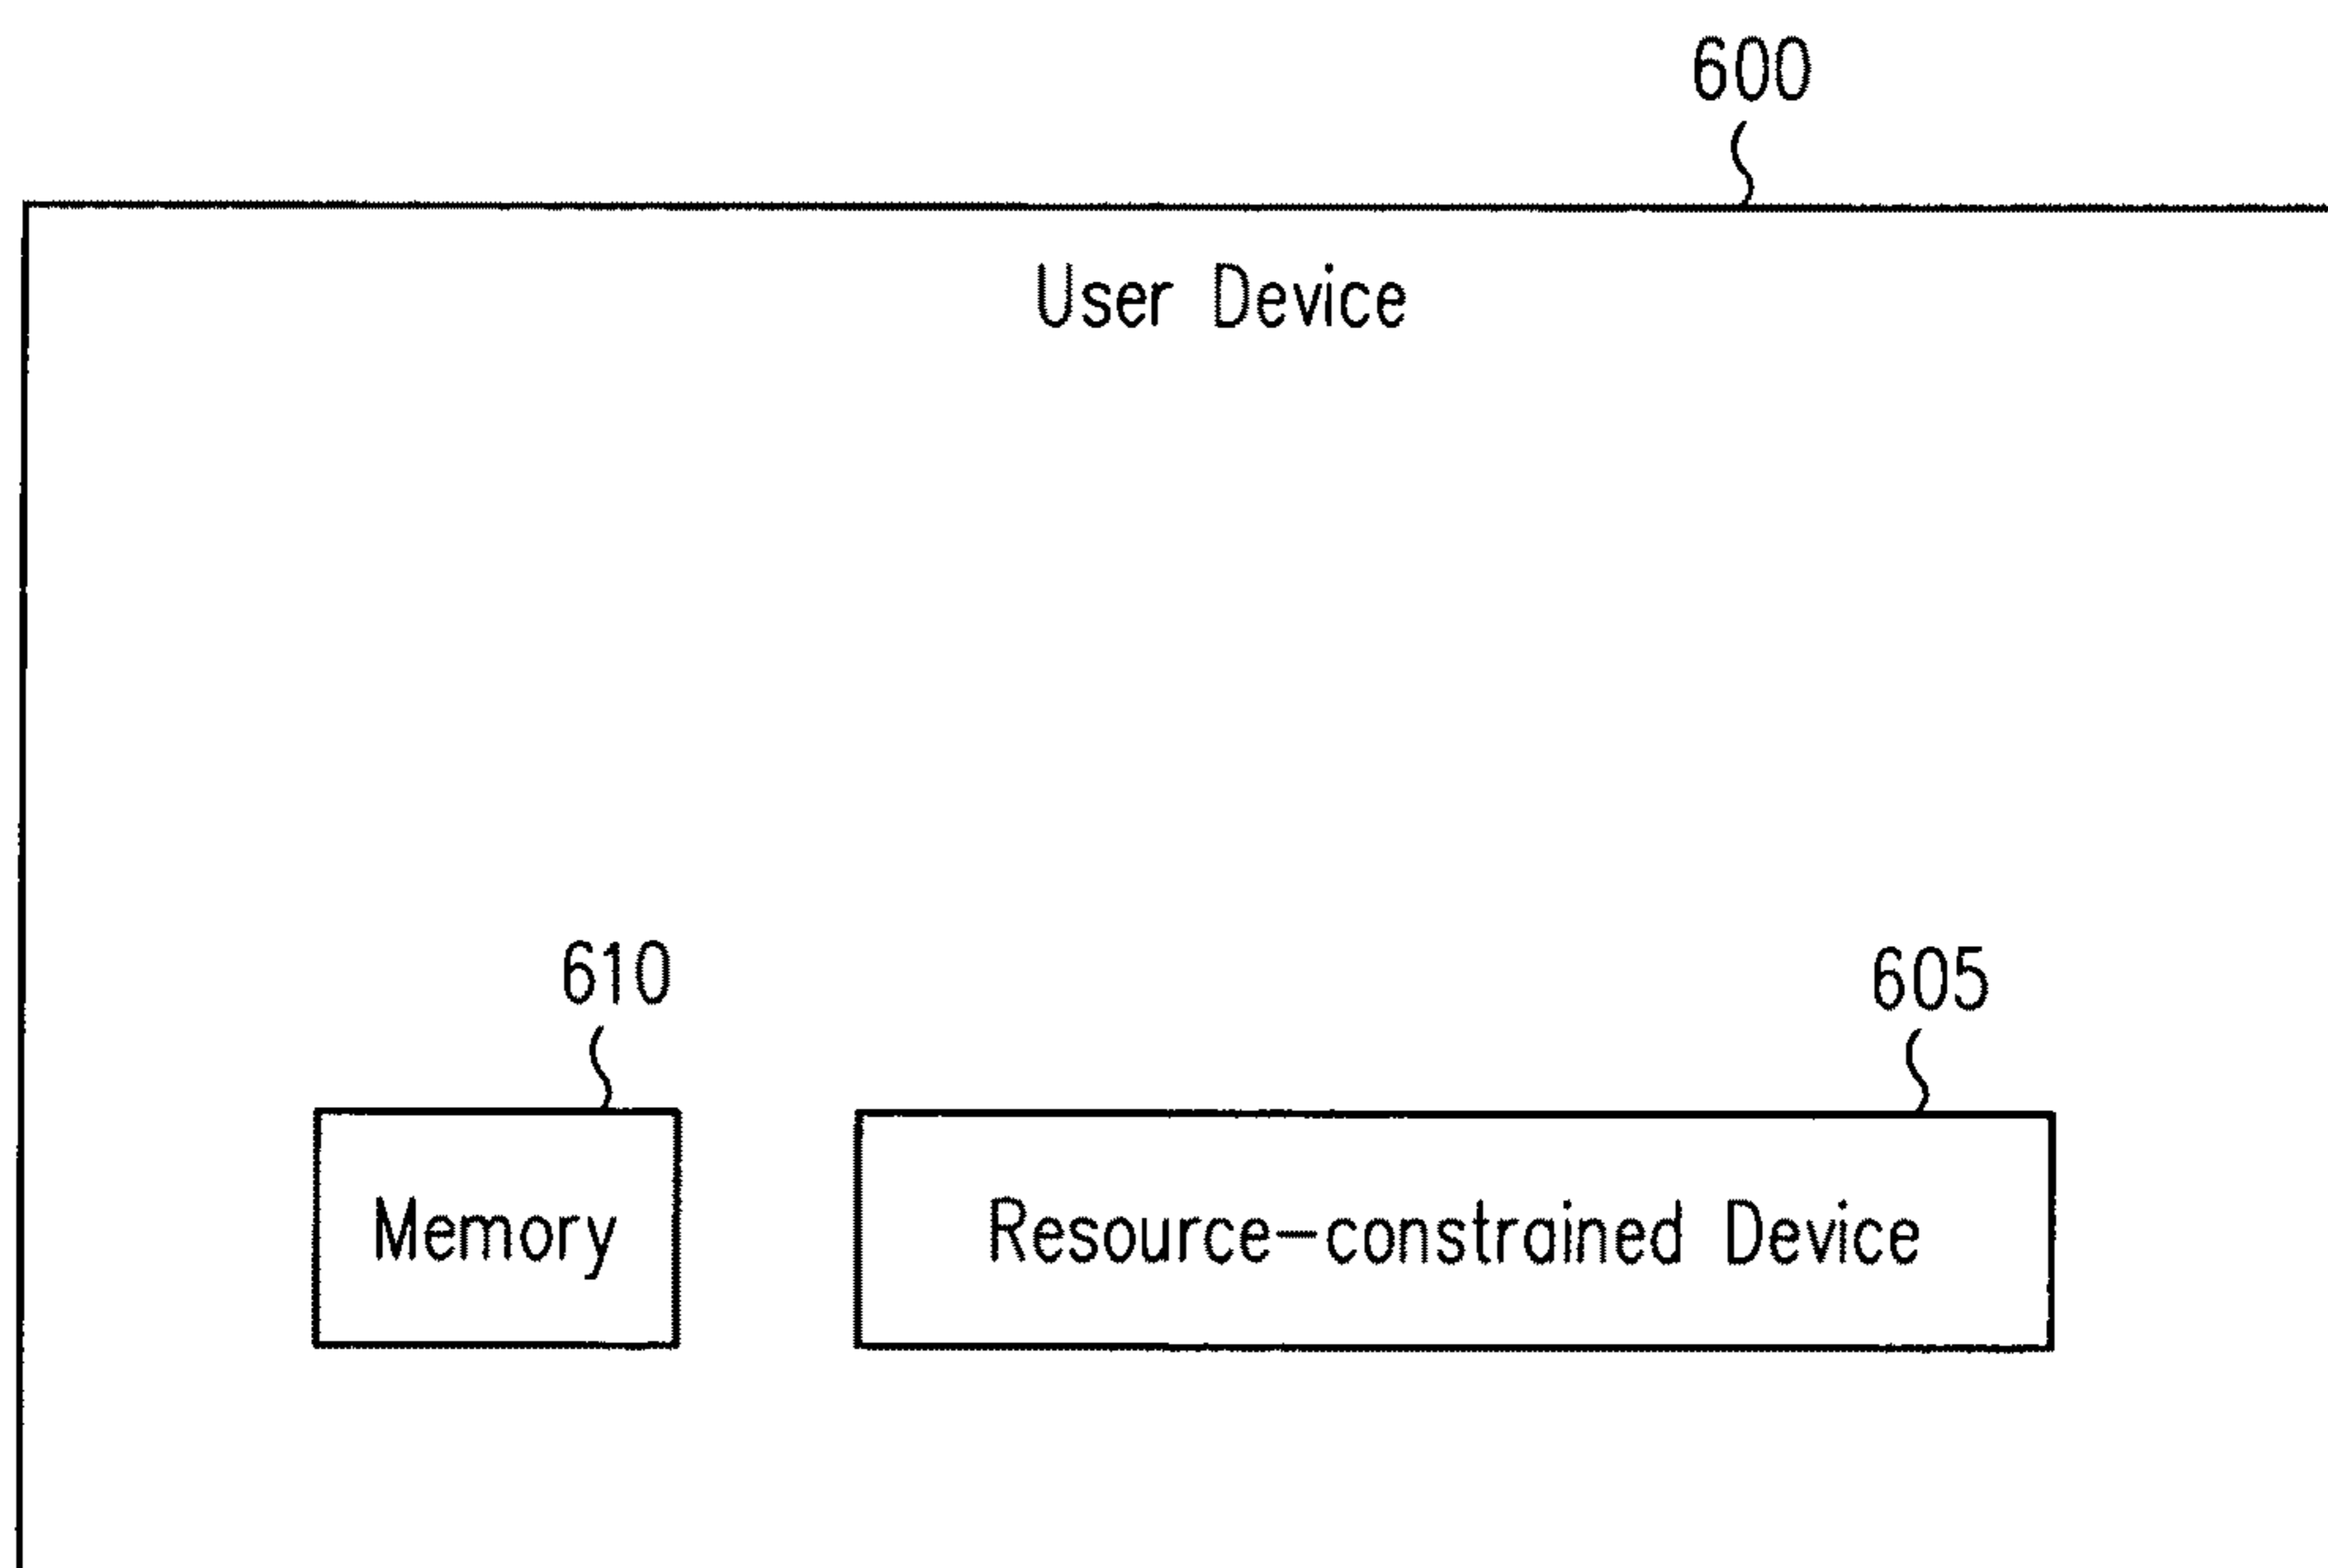 600
User Device
610
605
Memory
Resource-constrained Device